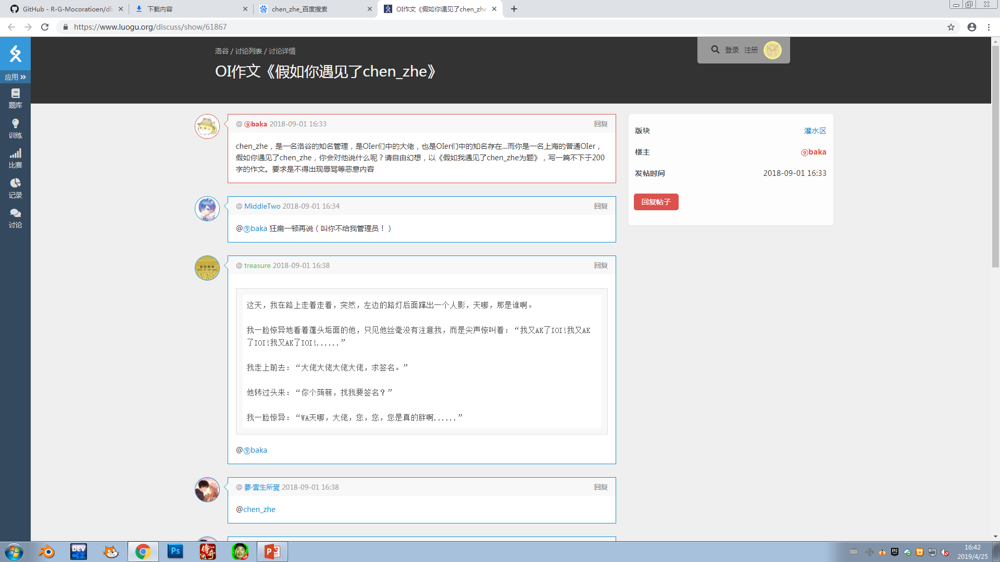 GitHub - R-G-Mocoratioen/dl
下载内容
chen_zhe_百度搜索
OI作文《假如你遇见了chen_zhe
https://www.luogu.org/discuss/show/61867
洛谷 / 讨论列表 / 讨论详情
登录 注册
OI作文《假如你遇见了chen_zhe》
应用
题库
训练
比赛
记录
讨论
@ ⑨baka 2018-09-01 16:33 回复
chen_zhe，是一名洛谷的知名管理，是OIer们中的大佬，也是OIer们中的知名存在...而你是一名上海的普通OIer，
假如你遇见了chen_zhe，你会对他说什么呢？请自由幻想，以《假如我遇见了chen_zhe为题》，写一篇不下于200
字的作文。要求是不得出现辱骂等恶意内容
版块 灌水区
楼主 ⑨baka
发帖时间 2018-09-01 16:33
回复帖子
@ MiddleTwo 2018-09-01 16:34 回复
@⑨baka 狂扁一顿再说（叫你不给我管理员！）
@ treasure 2018-09-01 16:38 回复
这天，我在路上走着走着，突然，左边的路灯后面蹿出一个人影，天哪，那是谁啊。
我一脸惊异地看着蓬头垢面的他，只见他丝毫没有注意我，而是尖声惊叫着：“我又AK了IOI!我又AK
了IOI!我又AK了IOI!......”
我走上前去：“大佬大佬大佬大佬，求签名。”
他转过头来：“你个蒟蒻，找我要签名？”
我一脸惊异：“WA天哪，大佬，您，您，您是真的胖啊......”
@⑨baka
@ 夢·壹生所愛 2018-09-01 16:38 回复
@chen_zhe
DEV
C++
Ps
傳奇
16:42
2019/4/25